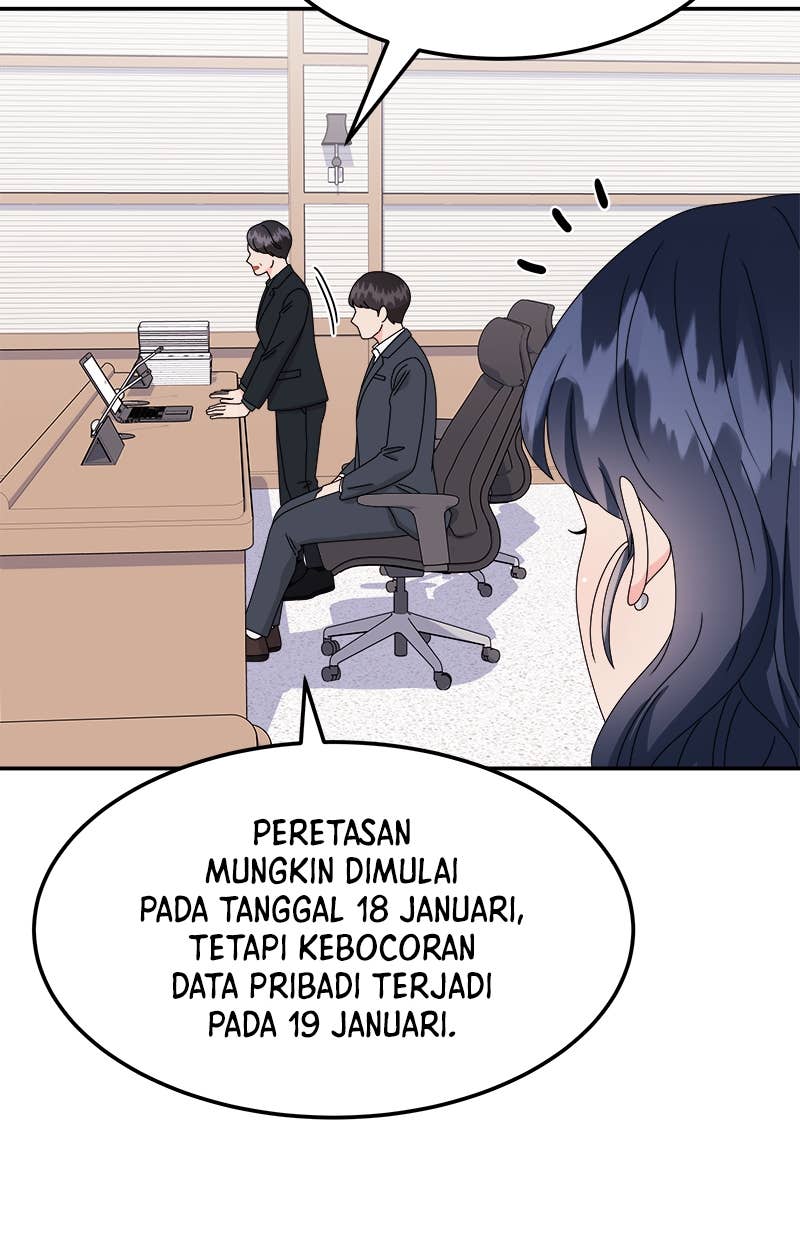 PERETASAN
MUNGKIN DIMULAI
PADA TANGGAL 18 JANUARI,
TETAPI KEBOCORAN
DATA PRIBADI TERJADI
PADA 19 JANUARI.